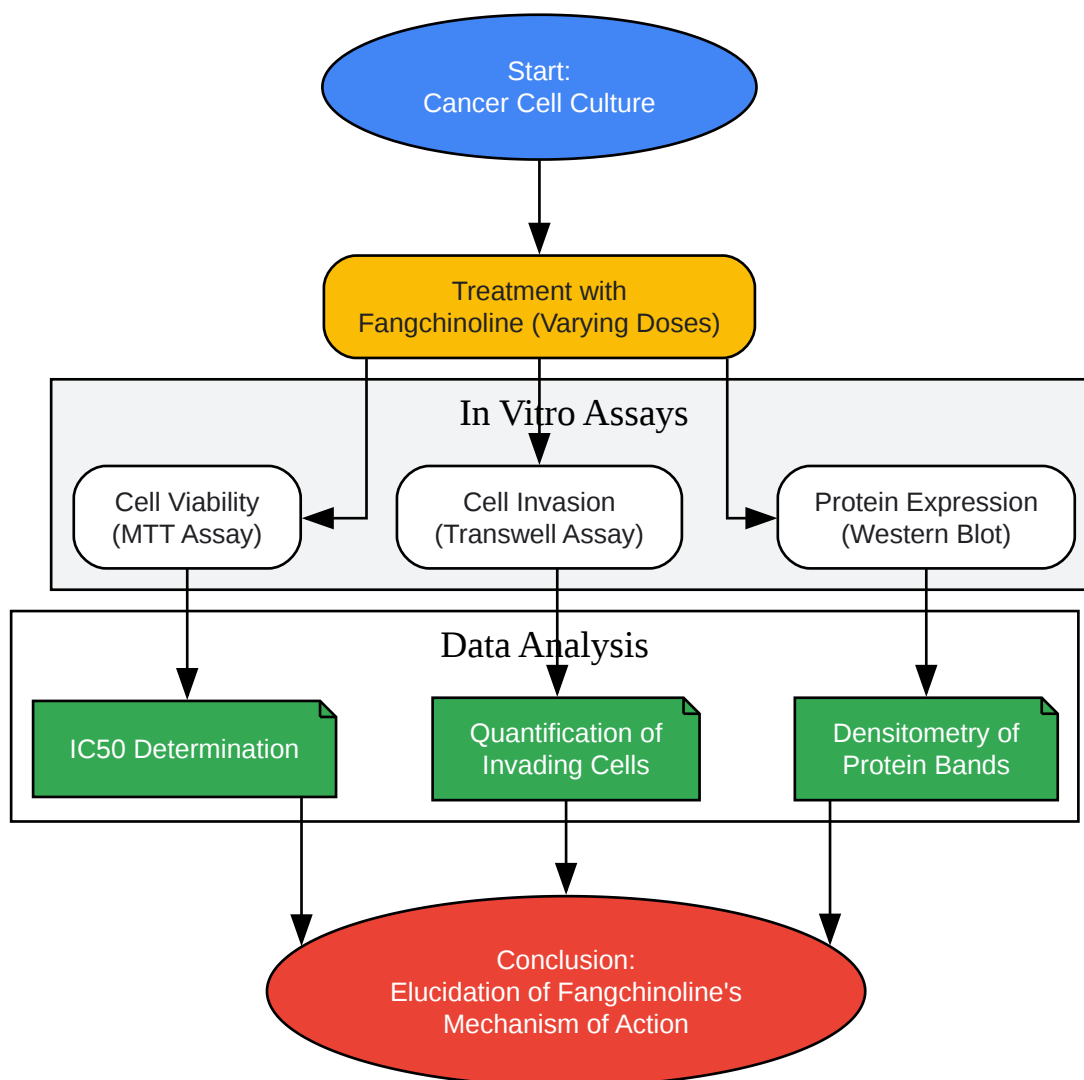 Start:
Cancer Cell Culture
Treatment with
Fangchinoline (Varying Doses)
In Vitro Assays
Cell Viability
(MTT Assay)
Cell Invasion
(Transwell Assay)
Protein Expression
(Western Blot)
Data Analysis
IC50 Determination
Quantification of
Invading Cells
Densitometry of
Protein Bands
Conclusion:
Elucidation of Fangchinoline's
Mechanism of Action